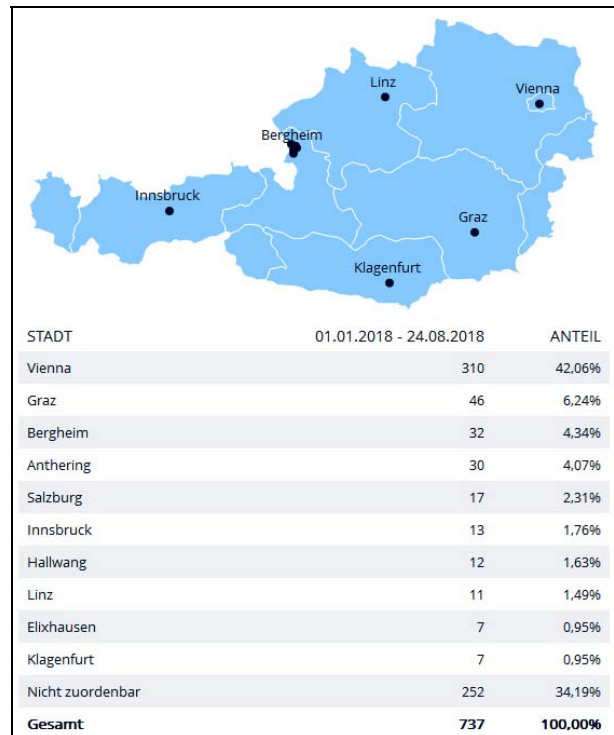 Linz
Vienna
Bergheim
Innsbruck
Graz
Klagenfurt
STADT 01.01.2018 - 24.08.2018 ANTEIL
Vienna 310 42,06%
Graz 46 6,24%
Bergheim 32 4,34%
Anthering 30 4,07%
Salzburg 17 2,31%
Innsbruck 13 1,76%
Hallwang 12 1,63%
Linz 11 1,49%
Elixhausen 7 0,95%
Klagenfurt 7 0,95%
Nicht zuordenbar 252 34,19%
Gesamt 737 100,00%